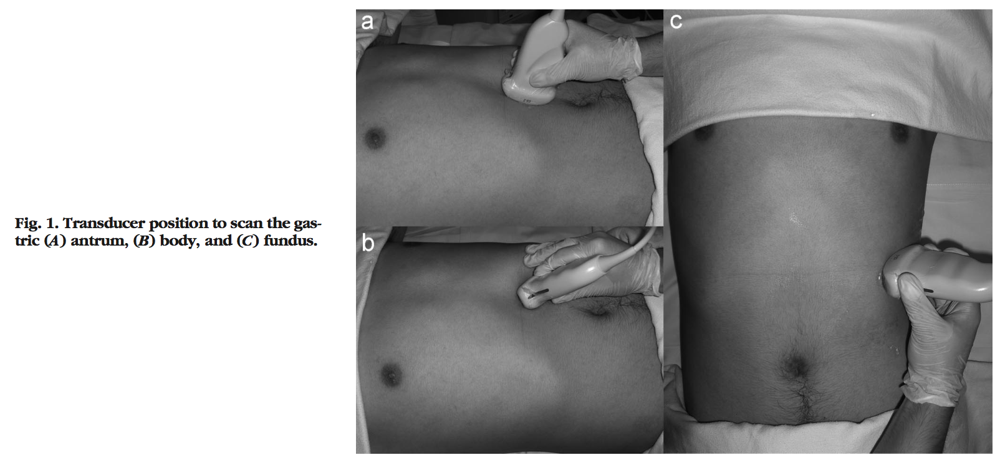 Fig. 1. Transducer position to scan the gas-
tric (A) antrum, (B) body, and (C) fundus.
a
b
c